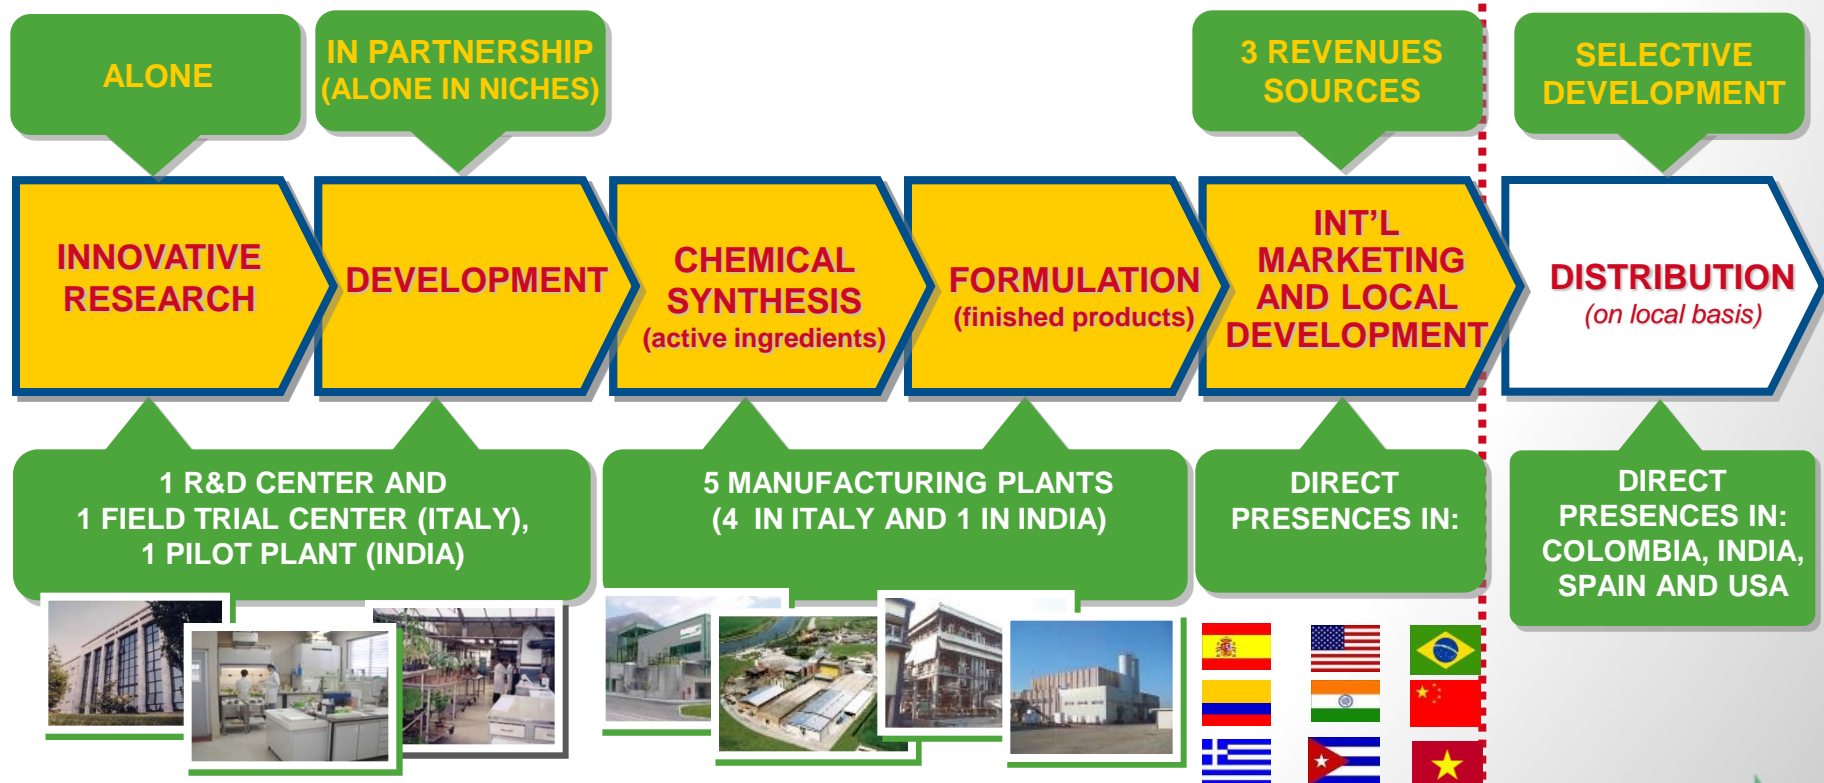 ALONE
IN PARTNERSHIP
(ALONE IN NICHES)
3 REVENUES
SOURCES
SELECTIVE
DEVELOPMENT
INNOVATIVE
RESEARCH
DEVELOPMENT
CHEMICAL
SYNTHESIS
(active ingredients)
FORMULATION
(finished products)
INT’L
MARKETING
AND LOCAL
DEVELOPMENT
DISTRIBUTION
(on local basis)
1 R&D CENTER AND
1 FIELD TRIAL CENTER (ITALY),
1 PILOT PLANT (INDIA)
5 MANUFACTURING PLANTS
(4 IN ITALY AND 1 IN INDIA)
DIRECT
PRESENCES IN:
DIRECT
PRESENCES IN:
COLOMBIA, INDIA,
SPAIN AND USA